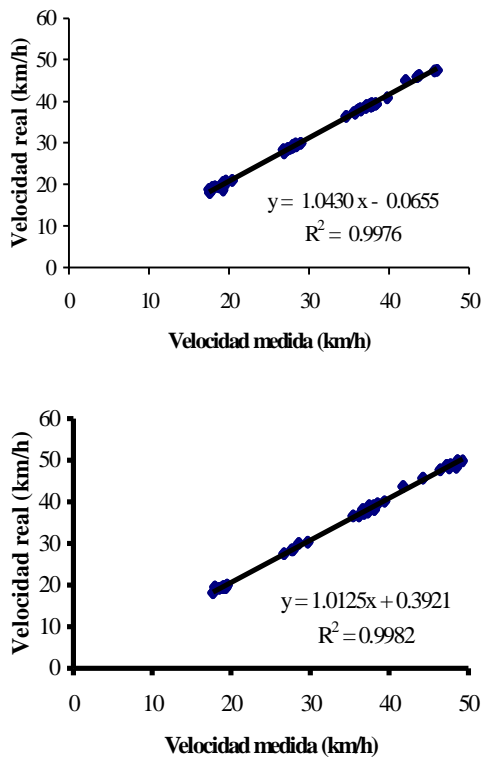 60
50
40
30
20
10
0
Velocidad real (km/h)
y = 1.0430 x - 0.0655
R² = 0.9976
0 10 20 30 40 50
Velocidad medida (km/h)
60
50
40
30
20
10
0
Velocidad real (km/h)
y = 1.0125x + 0.3921
R² = 0.9982
0 10 20 30 40 50
Velocidad medida (km/h)